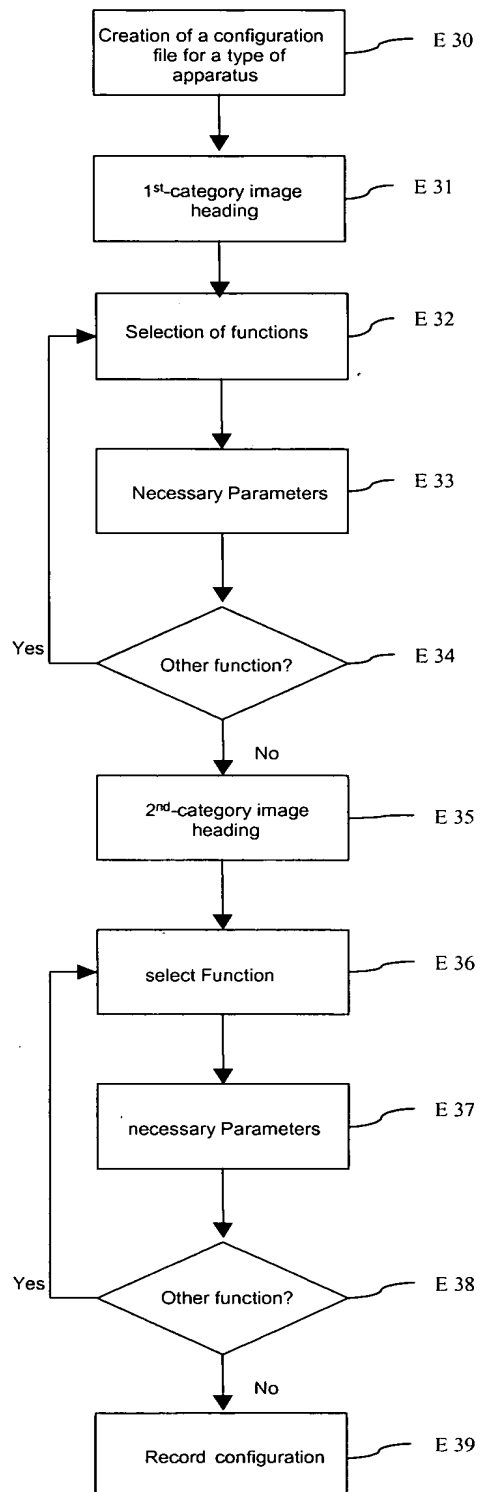 Creation of a configuration
file for a type of
apparatus
E 30
1st-category image
heading
E 31
Selection of functions
E 32
Necessary Parameters
E 33
Other function?
E 34
Yes
No
2nd-category image
heading
E 35
select Function
E 36
necessary Parameters
E 37
Other function?
E 38
Yes
No
Record configuration
E 39